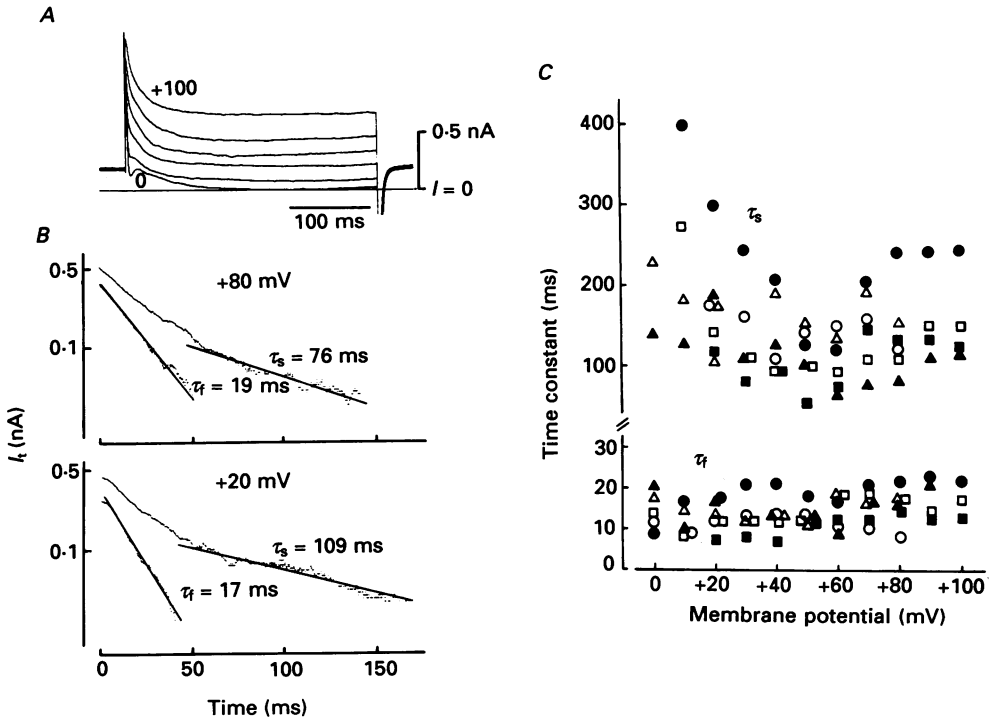 A
+100
0
0·5 nA
I = 0
100 ms
B
+80 mV
0·5
0·1
τs = 76 ms
τf = 19 ms
It (nA)
+20 mV
0·5
0·1
τs = 109 ms
τf = 17 ms
0 50 100 150
Time (ms)
C
Time constant (ms)
400
300
200
100
τs
30
20
10
0
τf
0 +20 +40 +60 +80 +100
Membrane potential (mV)